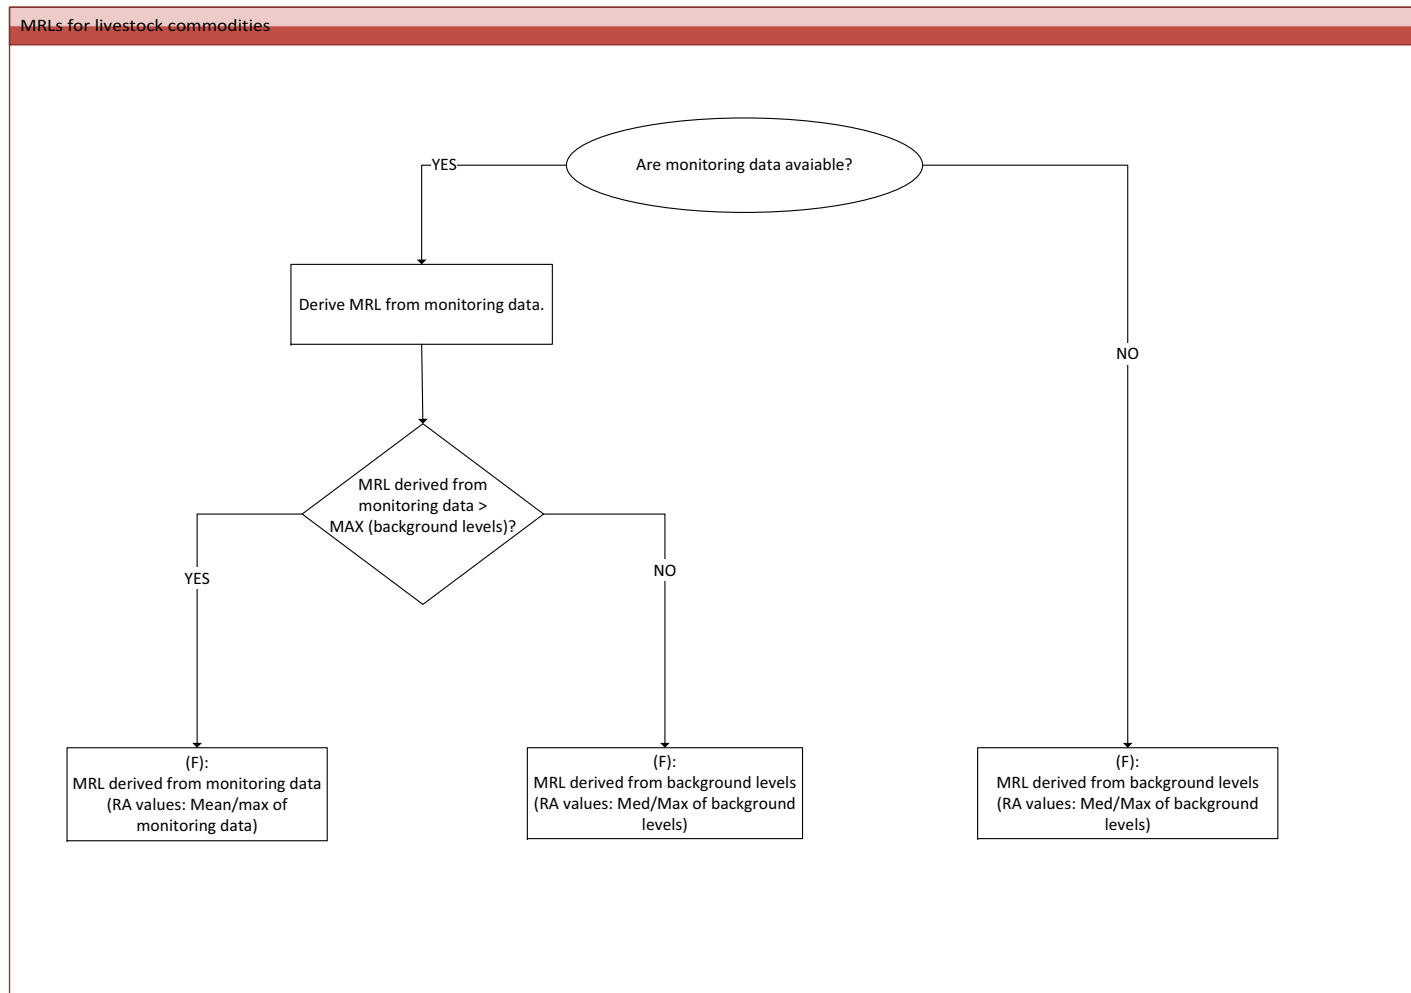 MRLs for livestock commodities
Are monitoring data avaiable?
YES
NO
Derive MRL from monitoring data.
MRL derived from
monitoring data >
MAX (background levels)?
YES
NO
(F):
MRL derived from monitoring data
(RA values: Mean/max of
monitoring data)
(F):
MRL derived from background levels
(RA values: Med/Max of background
levels)
(F):
MRL derived from background levels
(RA values: Med/Max of background
levels)